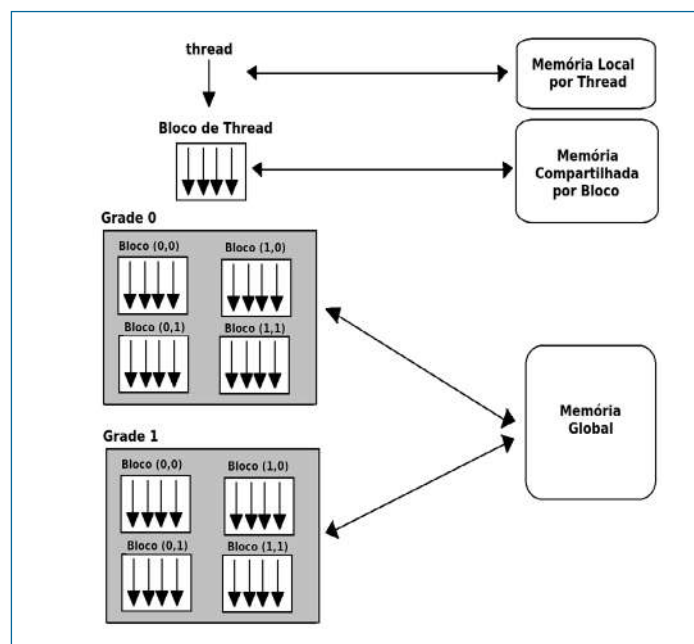 thread
Memória Local
por Thread
Bloco de Thread
Memória
Compartilhada
por Bloco
Grade 0
Bloco (0,0)
Bloco (1,0)
Bloco (0,1)
Bloco (1,1)
Memória
Global
Grade 1
Bloco (0,0)
Bloco (1,0)
Bloco (0,1)
Bloco (1,1)